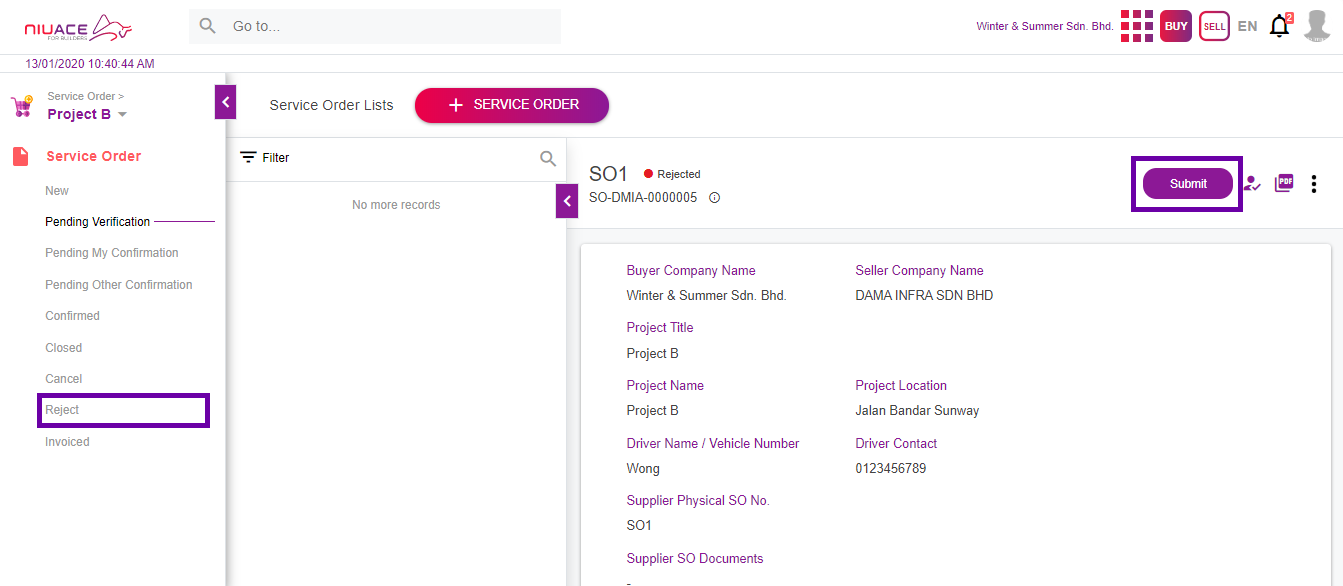 NIUACE
FOR BUILDERS
Go to...
Winter & Summer Sdn. Bhd.
BUY
SELL
EN
2
13/01/2020 10:40:44 AM
Service Order >
Project B
Service Order
New
Pending Verification
Pending My Confirmation
Pending Other Confirmation
Confirmed
Closed
Cancel
Reject
Invoiced
Service Order Lists
+ SERVICE ORDER
Filter
No more records
SO1
Rejected
SO-DMIA-0000005
Submit
PDF
Buyer Company Name
Seller Company Name
Winter & Summer Sdn. Bhd.
DAMA INFRA SDN BHD
Project Title
Project B
Project Name
Project Location
Project B
Jalan Bandar Sunway
Driver Name / Vehicle Number
Driver Contact
Wong
0123456789
Supplier Physical SO No.
SO1
Supplier SO Documents
-